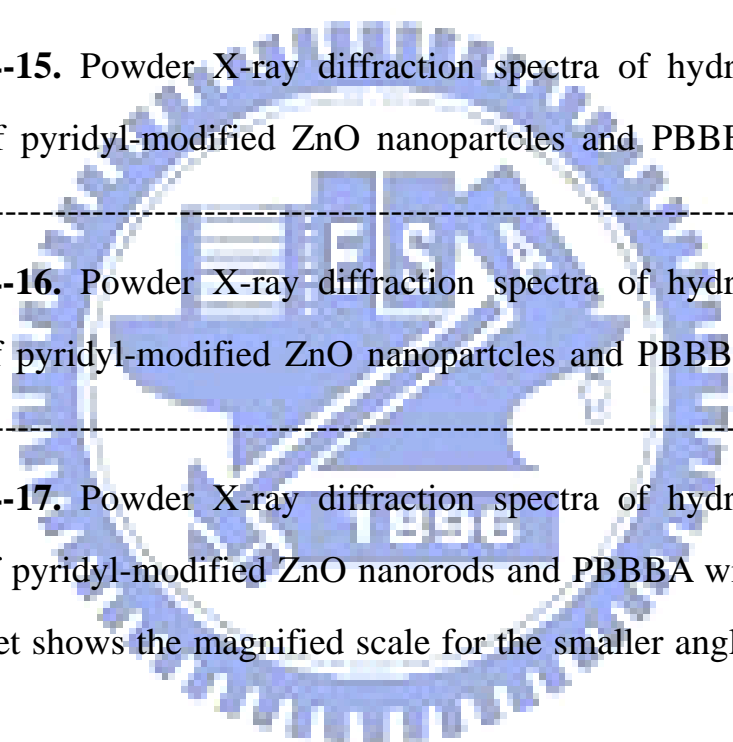 -15. Powder X-ray diffraction spectra of hydr
f pyridyl-modified ZnO nanopartcles and PBBE
-16. Powder X-ray diffraction spectra of hydr
f pyridyl-modified ZnO nanopartcles and PBBB
-17. Powder X-ray diffraction spectra of hydr
f pyridyl-modified ZnO nanorods and PBBBA wi
et shows the magnified scale for the smaller angl
E S A
1896